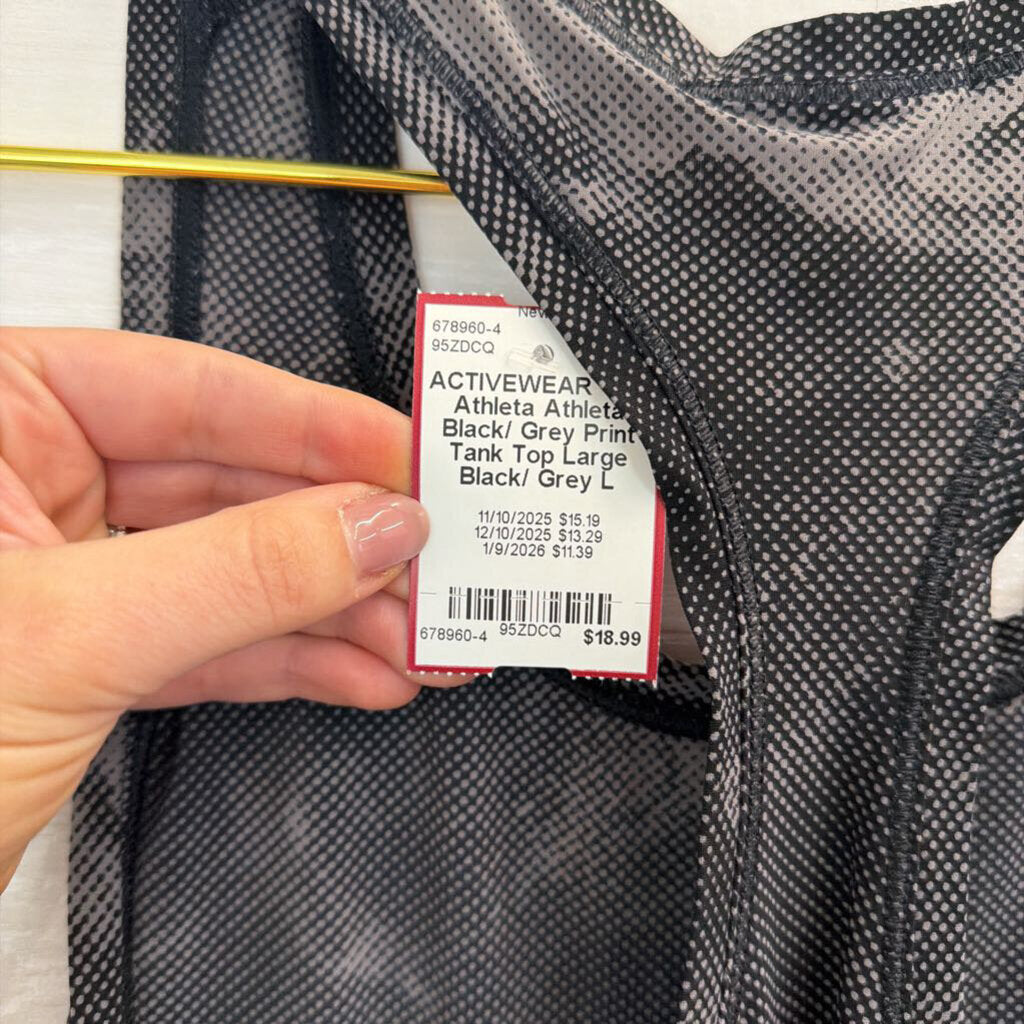 New
678960-4
95ZDCQ
ACTIVEWEAR
Athleta Athleta
Black/ Grey Print
Tank Top Large
Black/ Grey L
11/10/2025 $15.19
12/10/2025 $13.29
1/9/2026 $11.39
678960-4 95ZDCQ $18.99